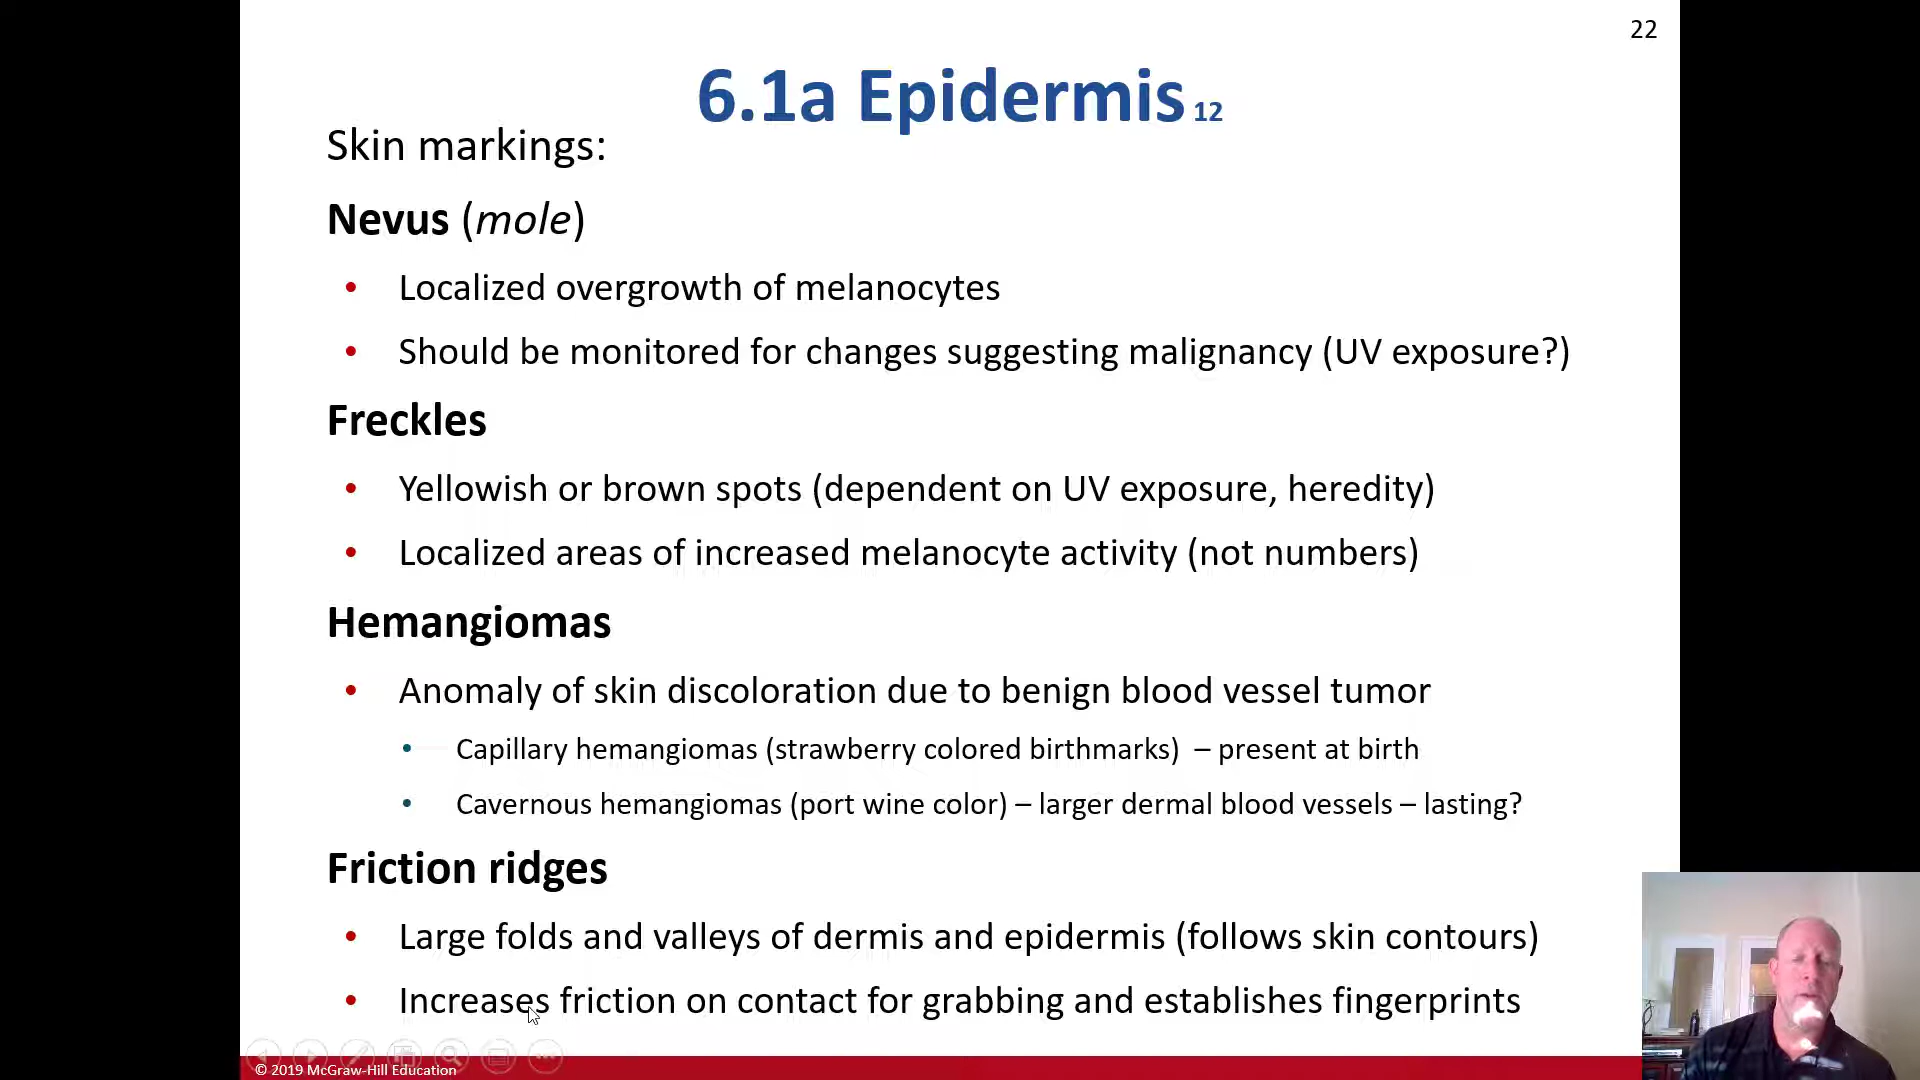 22
6.1a Epidermis 12
Skin markings:
Nevus (mole)
• Localized overgrowth of melanocytes
• Should be monitored for changes suggesting malignancy (UV exposure?)
Freckles
• Yellowish or brown spots (dependent on UV exposure, heredity)
• Localized areas of increased melanocyte activity (not numbers)
Hemangiomas
• Anomaly of skin discoloration due to benign blood vessel tumor
• Capillary hemangiomas (strawberry colored birthmarks) – present at birth
• Cavernous hemangiomas (port wine color) – larger dermal blood vessels – lasting?
Friction ridges
• Large folds and valleys of dermis and epidermis (follows skin contours)
• Increases friction on contact for grabbing and establishes fingerprints
© 2019 McGraw-Hill Education